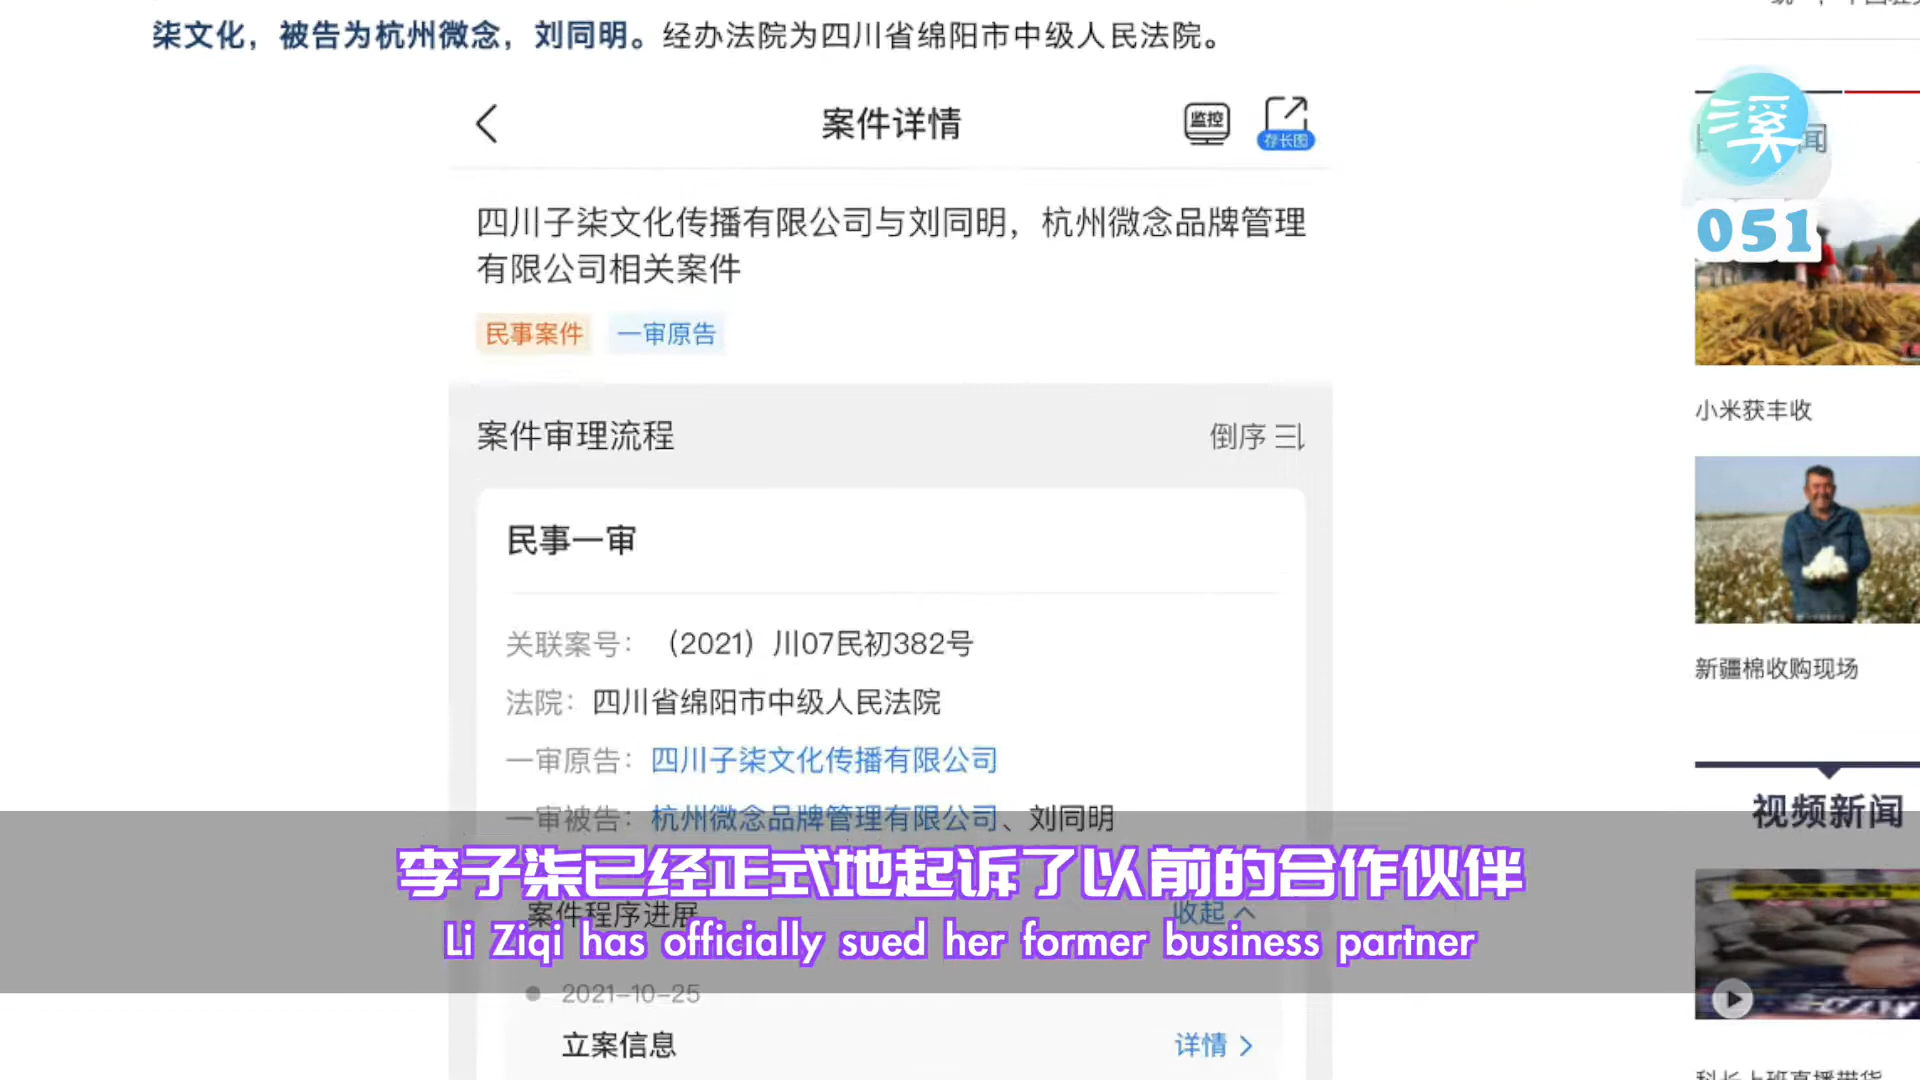 柒文化，被告为杭州微念，刘同明。经办法院为四川省绵阳市中级人民法院。
案件详情
监控
存长图
四川子柒文化传播有限公司与刘同明，杭州微念品牌管理
有限公司相关案件
民事案件 一审原告
案件审理流程
倒序
民事一审
关联案号：（2021）川07民初382号
法院：四川省绵阳市中级人民法院
一审原告：四川子柒文化传播有限公司
一审被告：杭州微念品牌管理有限公司、刘同明
李子柒已经正式地起诉了以前的合作伙伴
案件程序进展
收起
Li Ziqi has officially sued her former business partner
2021-10-25
立案信息
详情
溪
闻
051
小米获丰收
新疆棉收购现场
视频新闻